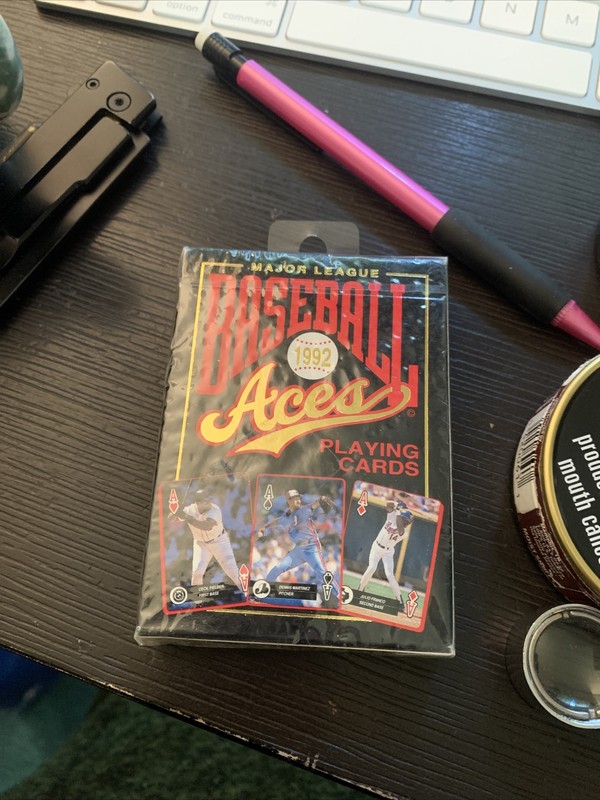 option
command
N
M
MAJOR LEAGUE
BASEBALL
1992
Aces
©
PLAYING
CARDS
A
A
A
CECIL FIELDER
FIRST BASE
A
DENNIS MARTINEZ
PITCHER
A
JULIO FRANCO
SECOND BASE
A
mouth